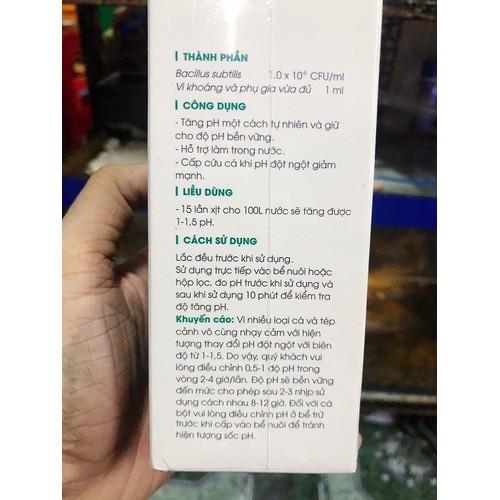 THÀNH PHẦN
Bacillus subtilis 1.0 x 10⁶ CFU/ml
Vi khoáng và phụ gia vừa đủ 1 ml
CÔNG DỤNG
- Tăng pH một cách tự nhiên và giữ
cho độ pH bền vững.
- Hỗ trợ làm trong nước.
- Cấp cứu cá khi pH đột ngột giảm
mạnh.
LIỀU DÙNG
- 15 lần xịt cho 100L nước sẽ tăng được
1-1,5 pH.
CÁCH SỬ DỤNG
Lắc đều trước khi sử dụng.
Sử dụng trực tiếp vào bể nuôi hoặc
hộp lọc, đo pH trước khi sử dụng và
sau khi sử dụng 10 phút để kiểm tra
độ tăng pH.
Khuyến cáo: Vì nhiều loại cá và tép
cảnh vô cùng nhạy cảm với hiện
tượng thay đổi pH đột ngột với biên
độ từ 1-1,5. Do vậy, quý khách vui
lòng điều chỉnh 0,5-1 độ pH trong
vòng 2-4 giờ/lần. Độ pH sẽ bền vững
đến mức cho phép sau 2-3 nhịp sử
dụng cách nhau 8-12 giờ. Đối với cá
bột vui lòng điều chỉnh pH ở bể trữ
trước khi cấp vào bể nuôi để tránh
hiện tượng sốc pH.